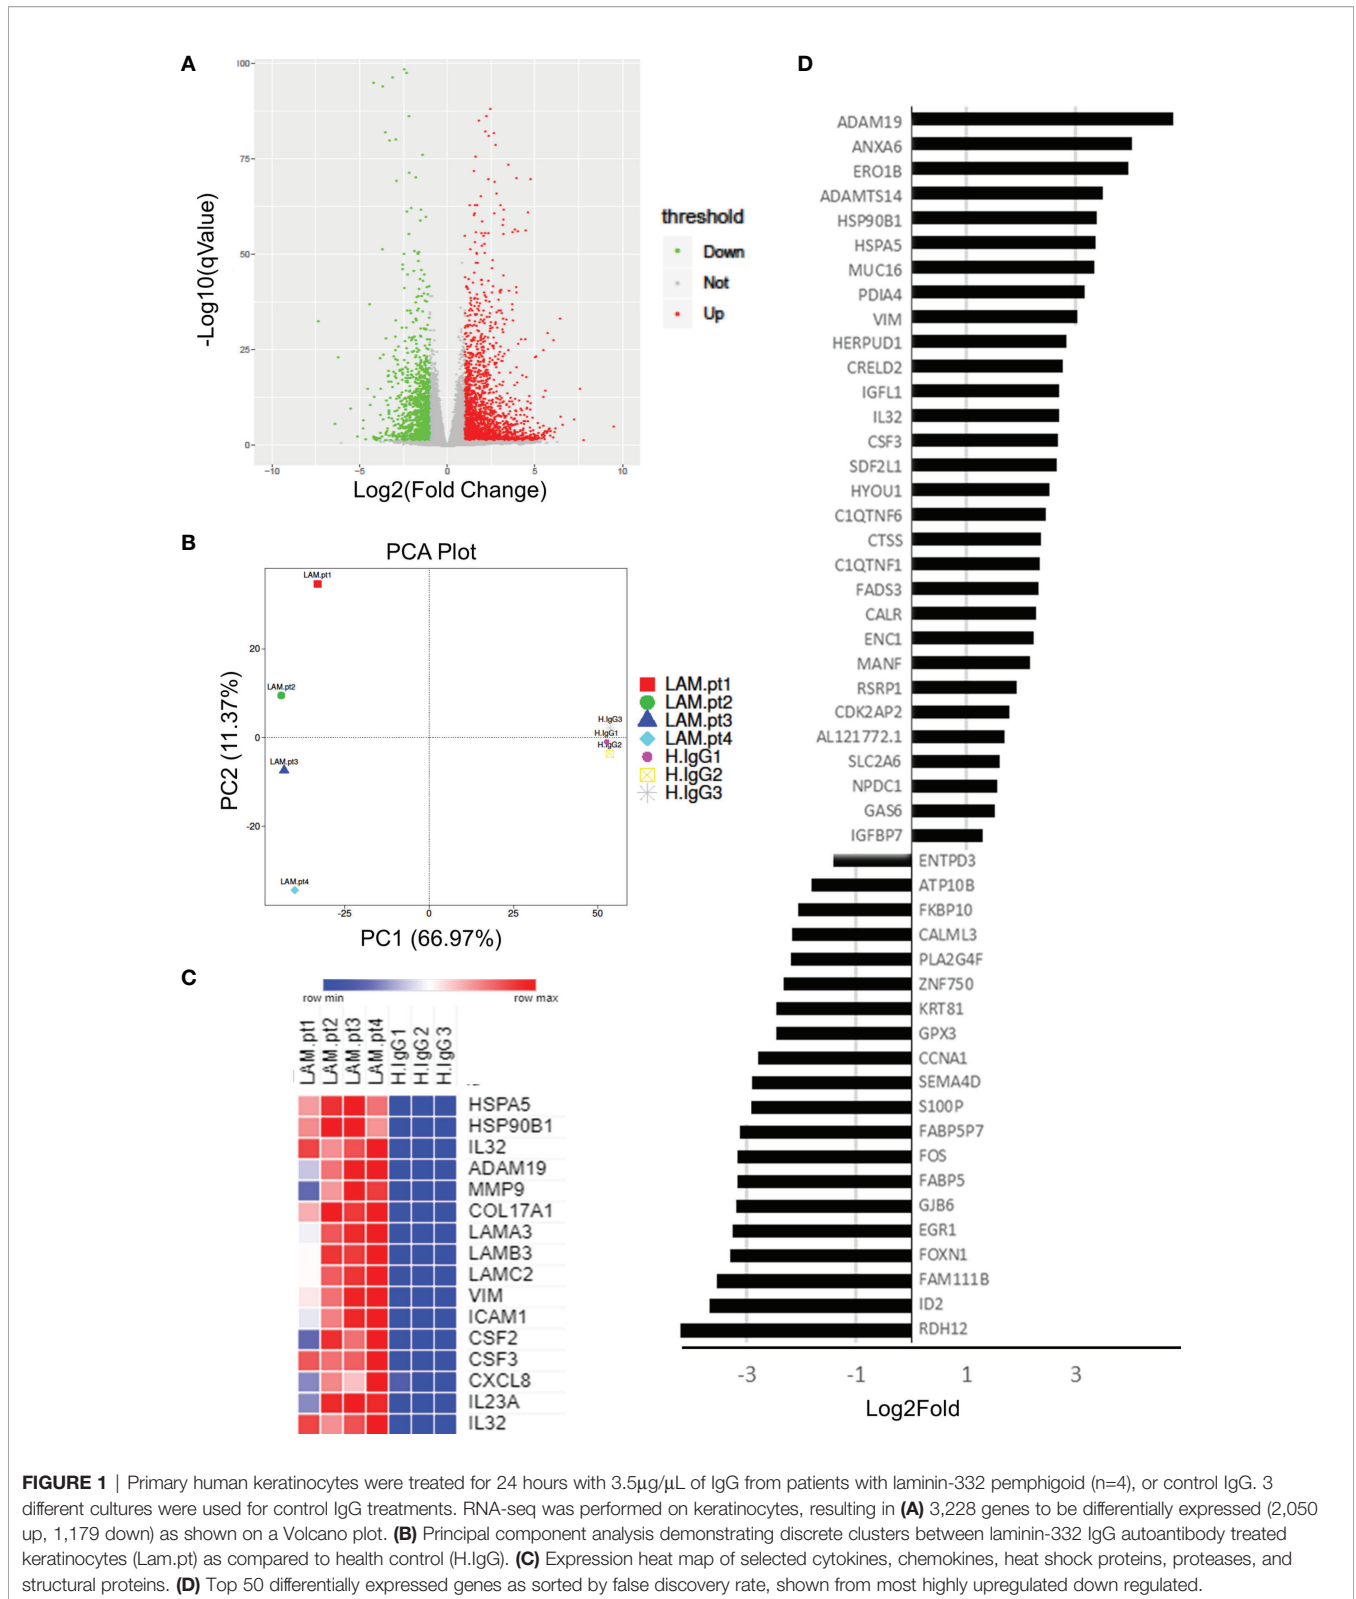 A
100
75
50
25
0
-Log10(qValue)
-10
-5
0
5
10
Log2(Fold Change)
threshold
Down
Not
Up
B
PCA Plot
LAM.pt1
LAM.pt2
LAM.pt3
LAM.pt4
H.IgG3
H.IgG1
H.IgG2
20
0
-20
PC2 (11.37%)
-25
0
25
50
PC1 (66.97%)
LAM.pt1
LAM.pt2
LAM.pt3
LAM.pt4
H.IgG1
H.IgG2
H.IgG3
C
row min
row max
LAM.pt1
LAM.pt2
LAM.pt3
LAM.pt4
H.IgG1
H.IgG2
H.IgG3
HSPA5
HSP90B1
IL32
ADAM19
MMP9
COL17A1
LAMA3
LAMB3
LAMC2
VIM
ICAM1
CSF2
CSF3
CXCL8
IL23A
IL32
D
ADAM19
ANXA6
ERO1B
ADAMTS14
HSP90B1
HSPA5
MUC16
PDIA4
VIM
HERPUD1
CRELD2
IGFL1
IL32
CSF3
SDF2L1
HYOU1
C1QTNF6
CTSS
C1QTNF1
FADS3
CALR
ENC1
MANF
RSRP1
CDK2AP2
AL121772.1
SLC2A6
NPDC1
GAS6
IGFBP7
ENTPD3
ATP10B
FKBP10
CALML3
PLA2G4F
ZNF750
KRT81
GPX3
CCNA1
SEMA4D
S100P
FABP5P7
FOS
FABP5
GJB6
EGR1
FOXN1
FAM111B
ID2
RDH12
-3
-1
1
3
Log2Fold
FIGURE 1 | Primary human keratinocytes were treated for 24 hours with 3.5µg/µL of IgG from patients with laminin-332 pemphigoid (n=4), or control IgG. 3
different cultures were used for control IgG treatments. RNA-seq was performed on keratinocytes, resulting in (A) 3,228 genes to be differentially expressed (2,050
up, 1,179 down) as shown on a Volcano plot. (B) Principal component analysis demonstrating discrete clusters between laminin-332 IgG autoantibody treated
keratinocytes (Lam.pt) as compared to health control (H.IgG). (C) Expression heat map of selected cytokines, chemokines, heat shock proteins, proteases, and
structural proteins. (D) Top 50 differentially expressed genes as sorted by false discovery rate, shown from most highly upregulated down regulated.